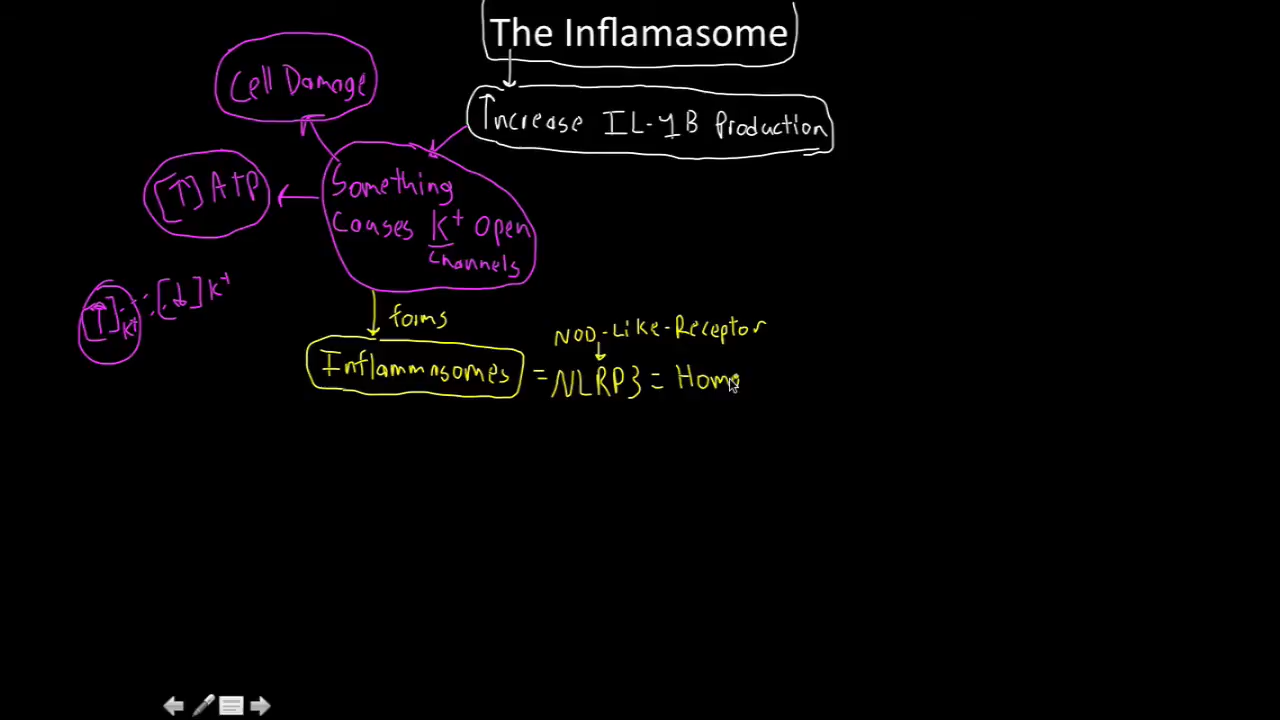 The Inflamasome
Increase IL-1B Production
Cell Damage
[↑] ATP
Something
Causes K+ Open
Channels
[↑]K+ : [↓] K+
forms
NOD-Like-Receptor
Inflammasomes = NLRP3 = Homo